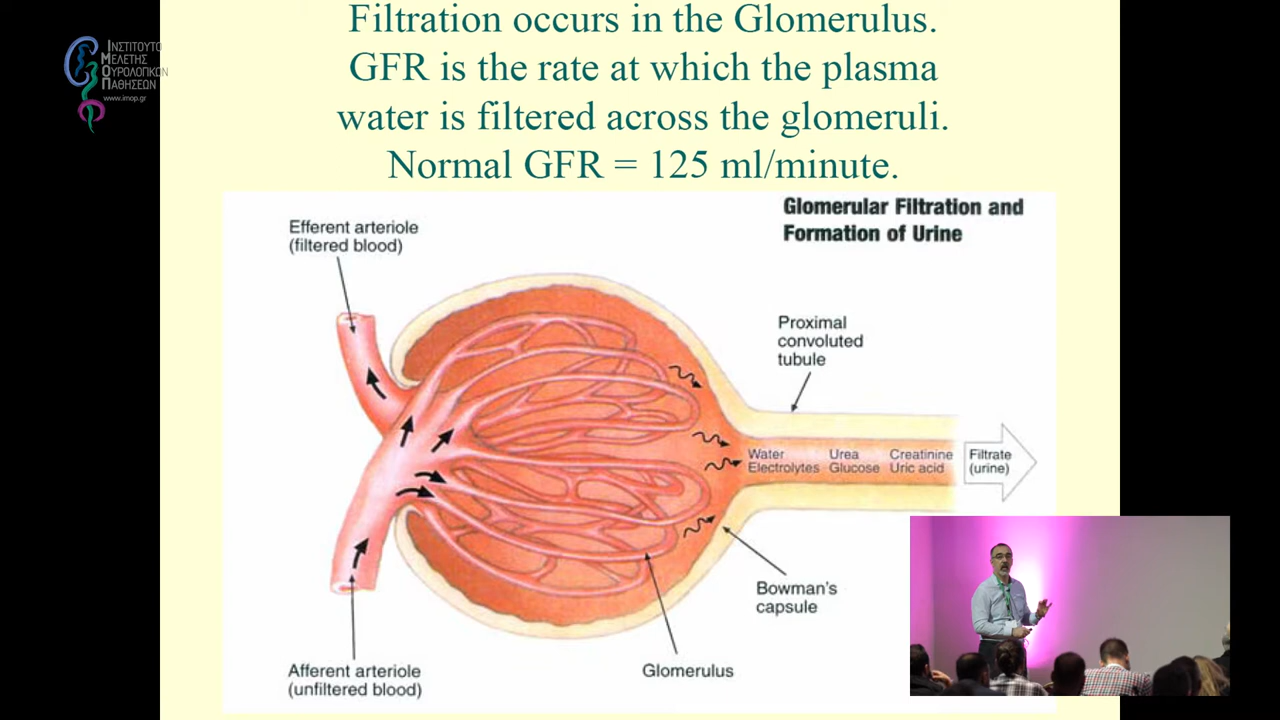 Filtration occurs in the Glomerulus.
GFR is the rate at which the plasma
water is filtered across the glomeruli.
Normal GFR = 125 ml/minute.
ΙΝΣΤΙΤΟΥΤΟ
ΜΕΛΕΤΗΣ
ΟΥΡΟΛΟΓΙΚΩΝ
ΠΑΘΗΣΕΩΝ
www.imop.gr
Glomerular Filtration and
Formation of Urine
Efferent arteriole
(filtered blood)
Proximal
convoluted
tubule
Water Urea Creatinine
Electrolytes Glucose Uric acid
Filtrate
(urine)
Bowman's
capsule
Glomerulus
Afferent arteriole
(unfiltered blood)